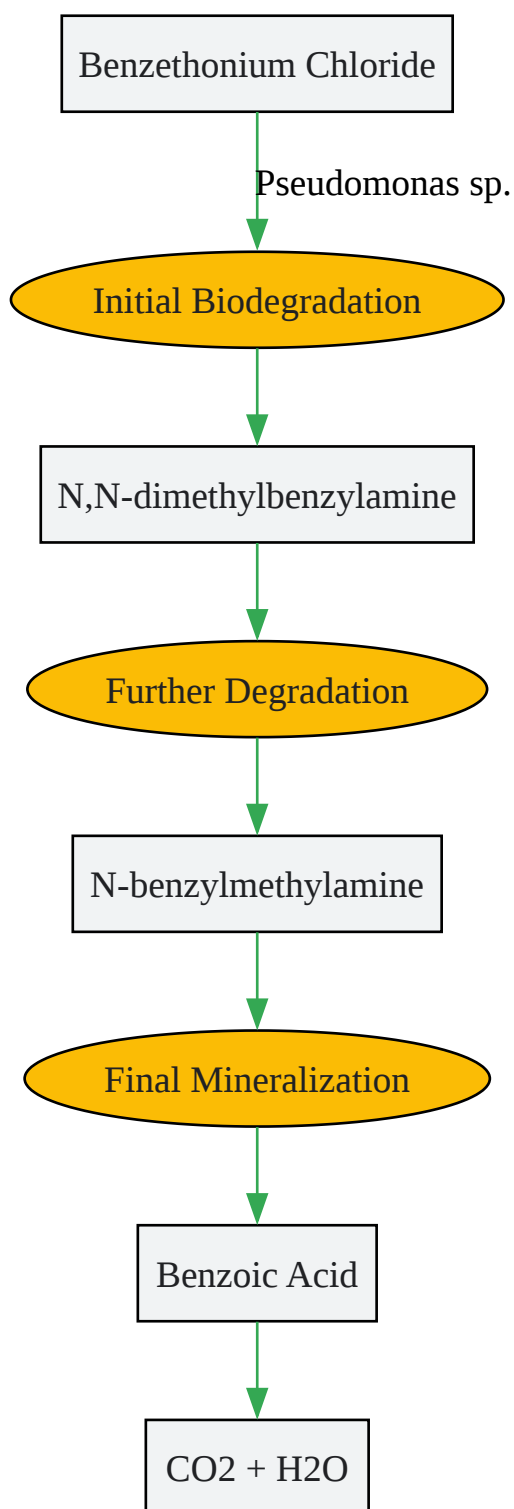 Benzethonium Chloride
Pseudomonas sp.
Initial Biodegradation
N,N-dimethylbenzylamine
Further Degradation
N-benzylmethylamine
Final Mineralization
Benzoic Acid
CO2 + H2O